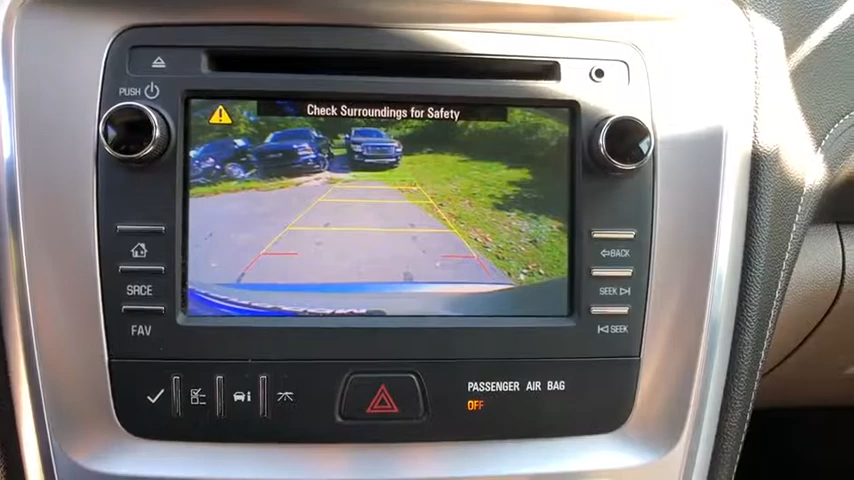 PUSH
Check Surroundings for Safety
SRCE
FAV
BACK
SEEK
SEEK
PASSENGER AIR BAG
OFF